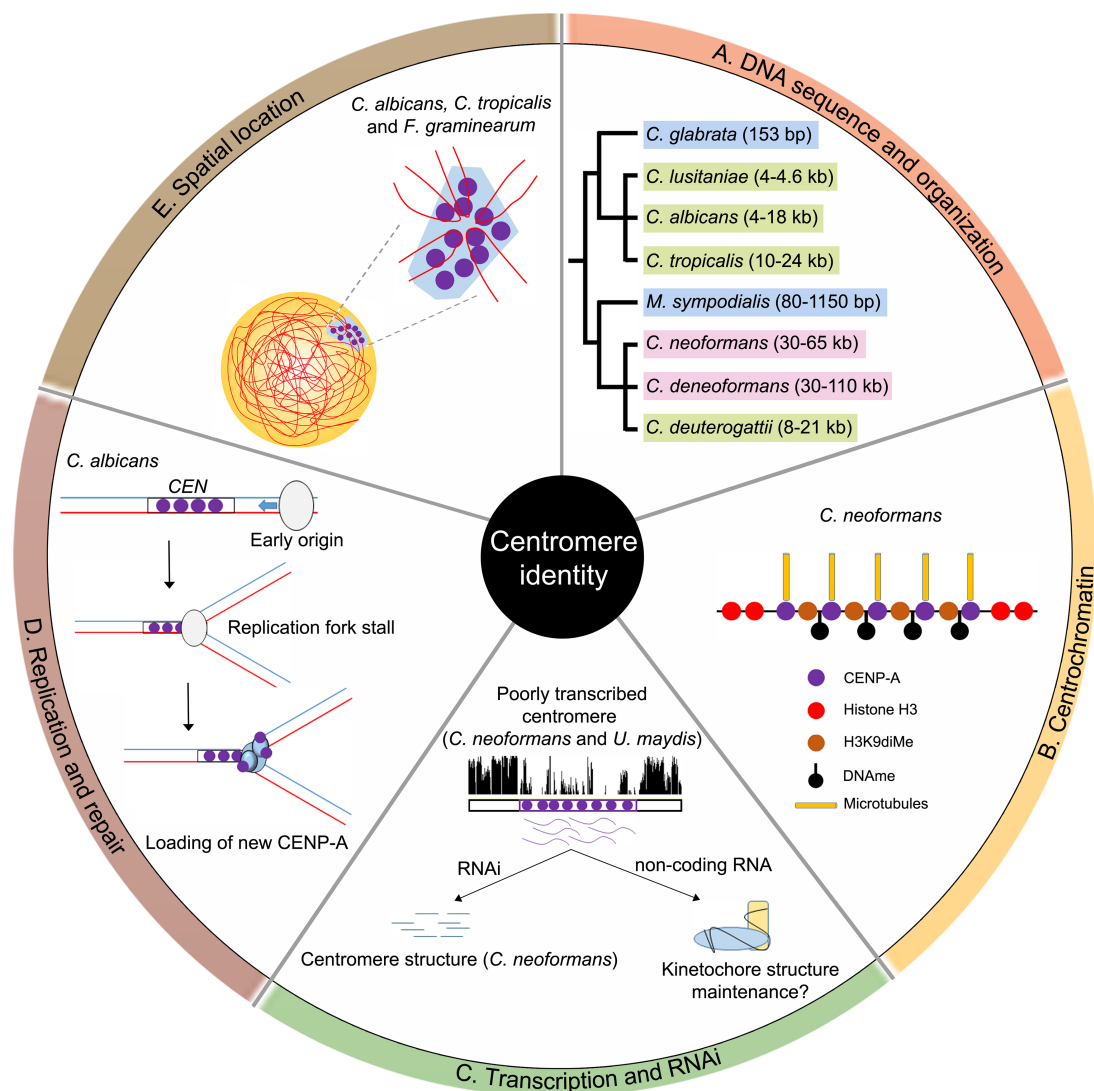 A. DNA sequence and organization
C. glabrata (153 bp)
C. lusitaniae (4-4.6 kb)
C. albicans (4-18 kb)
C. tropicalis (10-24 kb)
M. sympodialis (80-1150 bp)
C. neoformans (30-65 kb)
C. deneoformans (30-110 kb)
C. deuterogattii (8-21 kb)
B. Centrochromatin
C. neoformans
CENP-A
Histone H3
H3K9diMe
DNAme
Microtubules
C. Transcription and RNAi
Poorly transcribed
centromere
(C. neoformans and U. maydis)
RNAi
non-coding RNA
Centromere structure (C. neoformans)
Kinetochore structure
maintenance?
D. Replication and repair
C. albicans
CEN
Early origin
Replication fork stall
Loading of new CENP-A
E. Spatial location
C. albicans, C. tropicalis
and F. graminearum
Centromere
identity